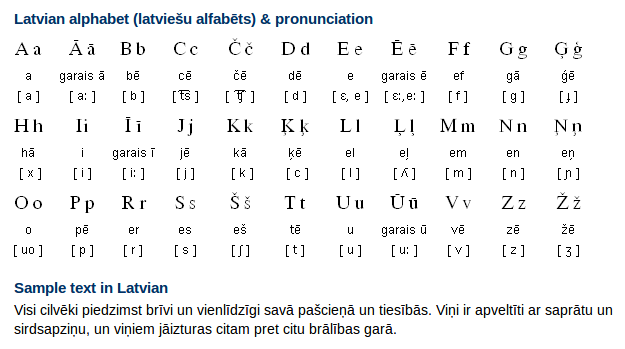 Latvian alphabet (latviešu alfabēts) & pronunciation
A a Ā ā B b C c Č č D d E e Ē ē F f G g Ģ ģ
a garais ā bē cē čē dē e garais ē ef gā ģē
[ a ] [ aː ] [ b ] [ t͡s ] [ t͡ʃ ] [ d ] [ ɛ, e ] [ ɛː,eː ] [ f ] [ g ] [ ɟ ]
H h I i Ī ī J j K k Ķ ķ L l Ļ ļ M m N n Ņ ņ
hā i garais ī jē kā ķē el eļ em en eņ
[ x ] [ i ] [ iː ] [ j ] [ k ] [ c ] [ l ] [ ʎ ] [ m ] [ n ] [ ɲ ]
O o P p R r S s Š š T t U u Ū ū V v Z z Ž ž
o pē er es eš tē u garais ū vē zē žē
[ uo ] [ p ] [ r ] [ s ] [ ʃ ] [ t ] [ u ] [ uː ] [ v ] [ z ] [ ʒ ]
Sample text in Latvian
Visi cilvēki piedzimst brīvi un vienlīdzīgi savā pašcieņā un tiesībās. Viņi ir apveltīti ar saprātu un
sirdsapziņu, un viņiem jāizturas citam pret citu brālības garā.